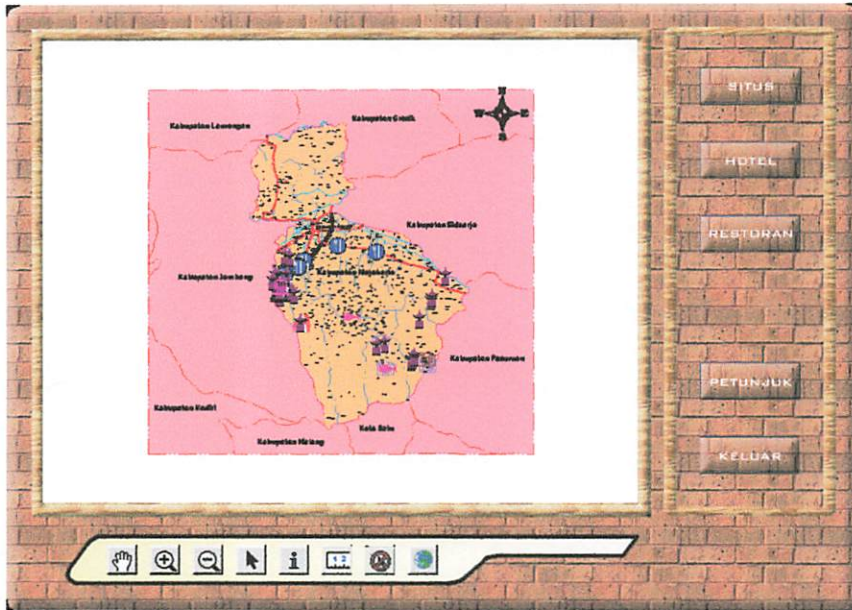 SITUS
Kabupaten Lamongan
Kabupaten Gresik
HOTEL
Kabupaten Sidoarjo
RESTORAN
Kabupaten Jombang
Kabupaten Mojokerto
Kabupaten Pasuruan
PETUNJUK
Kabupaten Kediri
Kota Batu
Kabupaten Malang
KELUAR